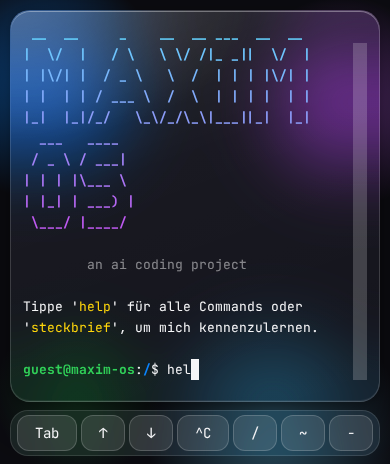 MAXIM
OS
an ai coding project
Tippe 'help' für alle Commands oder
'steckbrief', um mich kennenzulernen.
guest@maxim-os:/$ hel
Tab ↑ ↓ ^C / ~ -